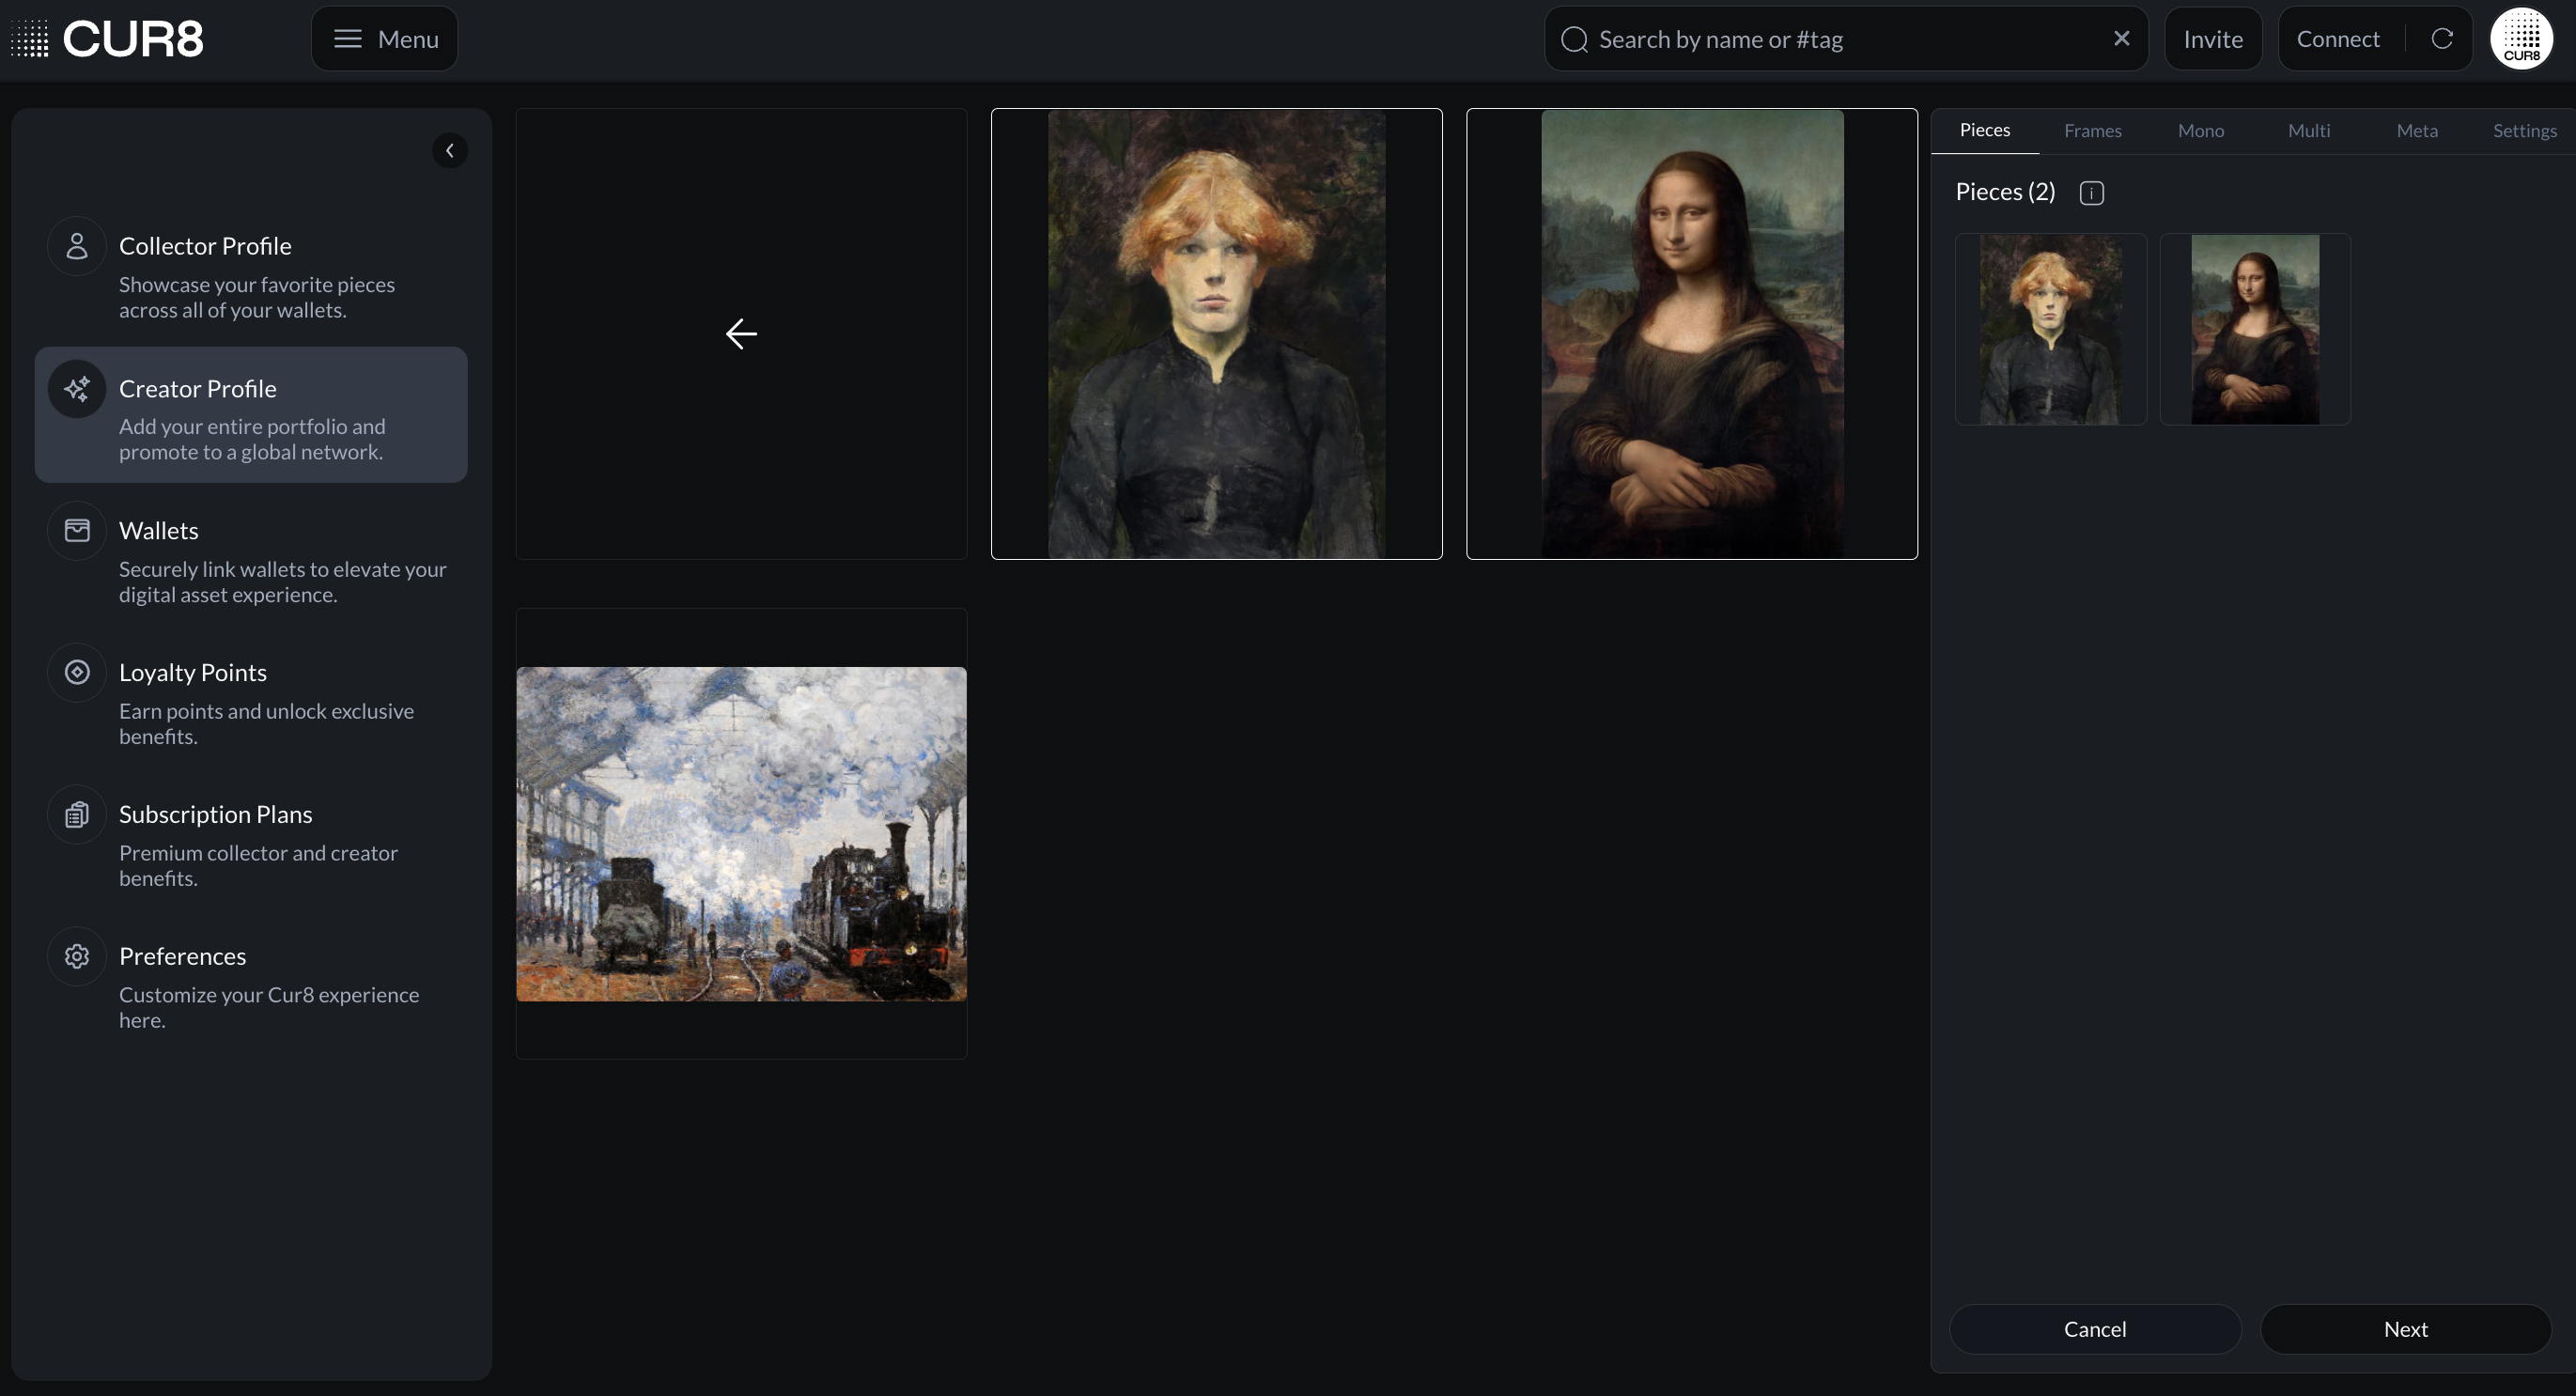 CUR8
Menu
Search by name or #tag
Invite
Connect
CUR8
Collector Profile
Showcase your favorite pieces
across all of your wallets.
Creator Profile
Add your entire portfolio and
promote to a global network.
Wallets
Securely link wallets to elevate your
digital asset experience.
Loyalty Points
Earn points and unlock exclusive
benefits.
Subscription Plans
Premium collector and creator
benefits.
Preferences
Customize your Cur8 experience
here.
Pieces Frames Mono Multi Meta Settings
Pieces (2) i
Cancel
Next